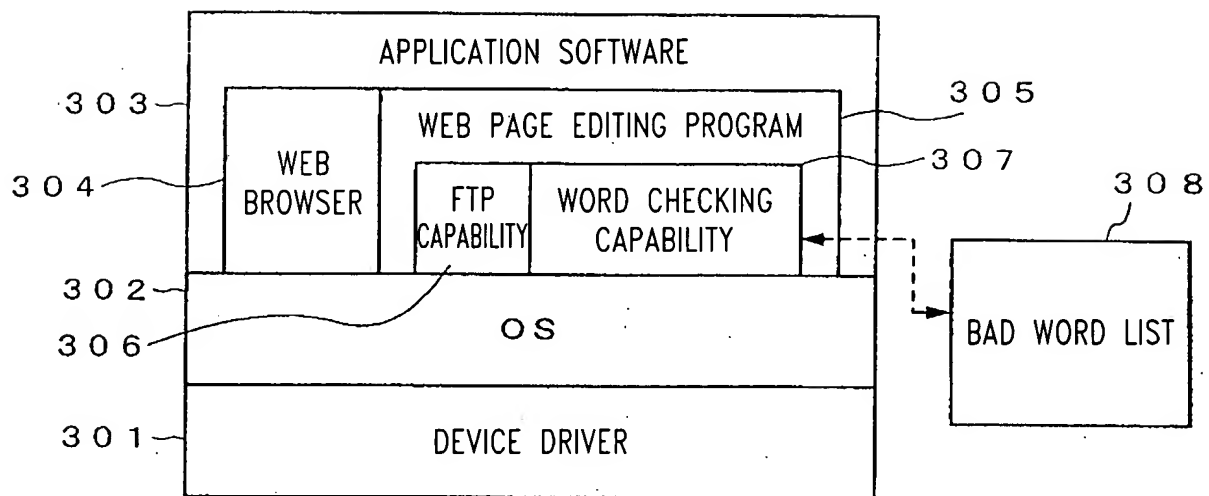 APPLICATION SOFTWARE
303
305
WEB PAGE EDITING PROGRAM
307
WEB
BROWSER
304
FTP
CAPABILITY
WORD CHECKING
CAPABILITY
308
302
OS
306
BAD WORD LIST
301
DEVICE DRIVER